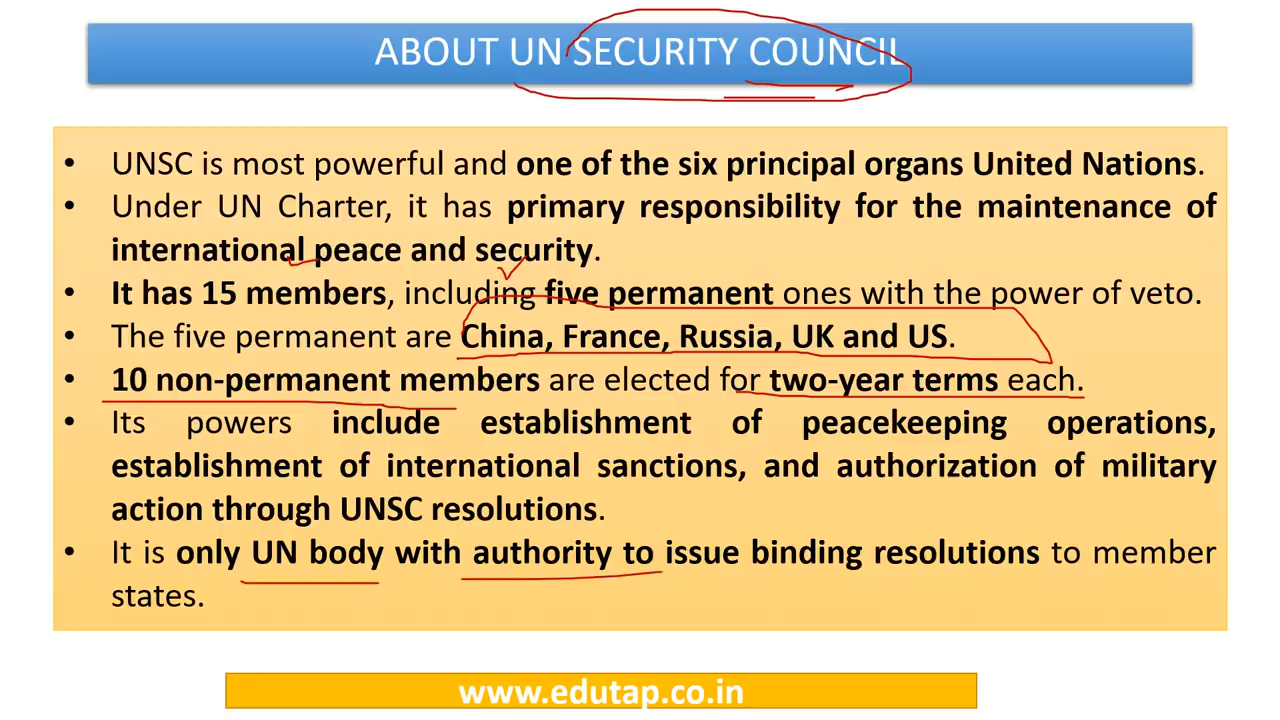 ABOUT UN SECURITY COUNCIL
• UNSC is most powerful and one of the six principal organs United Nations.
• Under UN Charter, it has primary responsibility for the maintenance of
international peace and security.
• It has 15 members, including five permanent ones with the power of veto.
• The five permanent are China, France, Russia, UK and US.
• 10 non-permanent members are elected for two-year terms each.
• Its powers include establishment of peacekeeping operations,
establishment of international sanctions, and authorization of military
action through UNSC resolutions.
• It is only UN body with authority to issue binding resolutions to member
states.
www.edutap.co.in